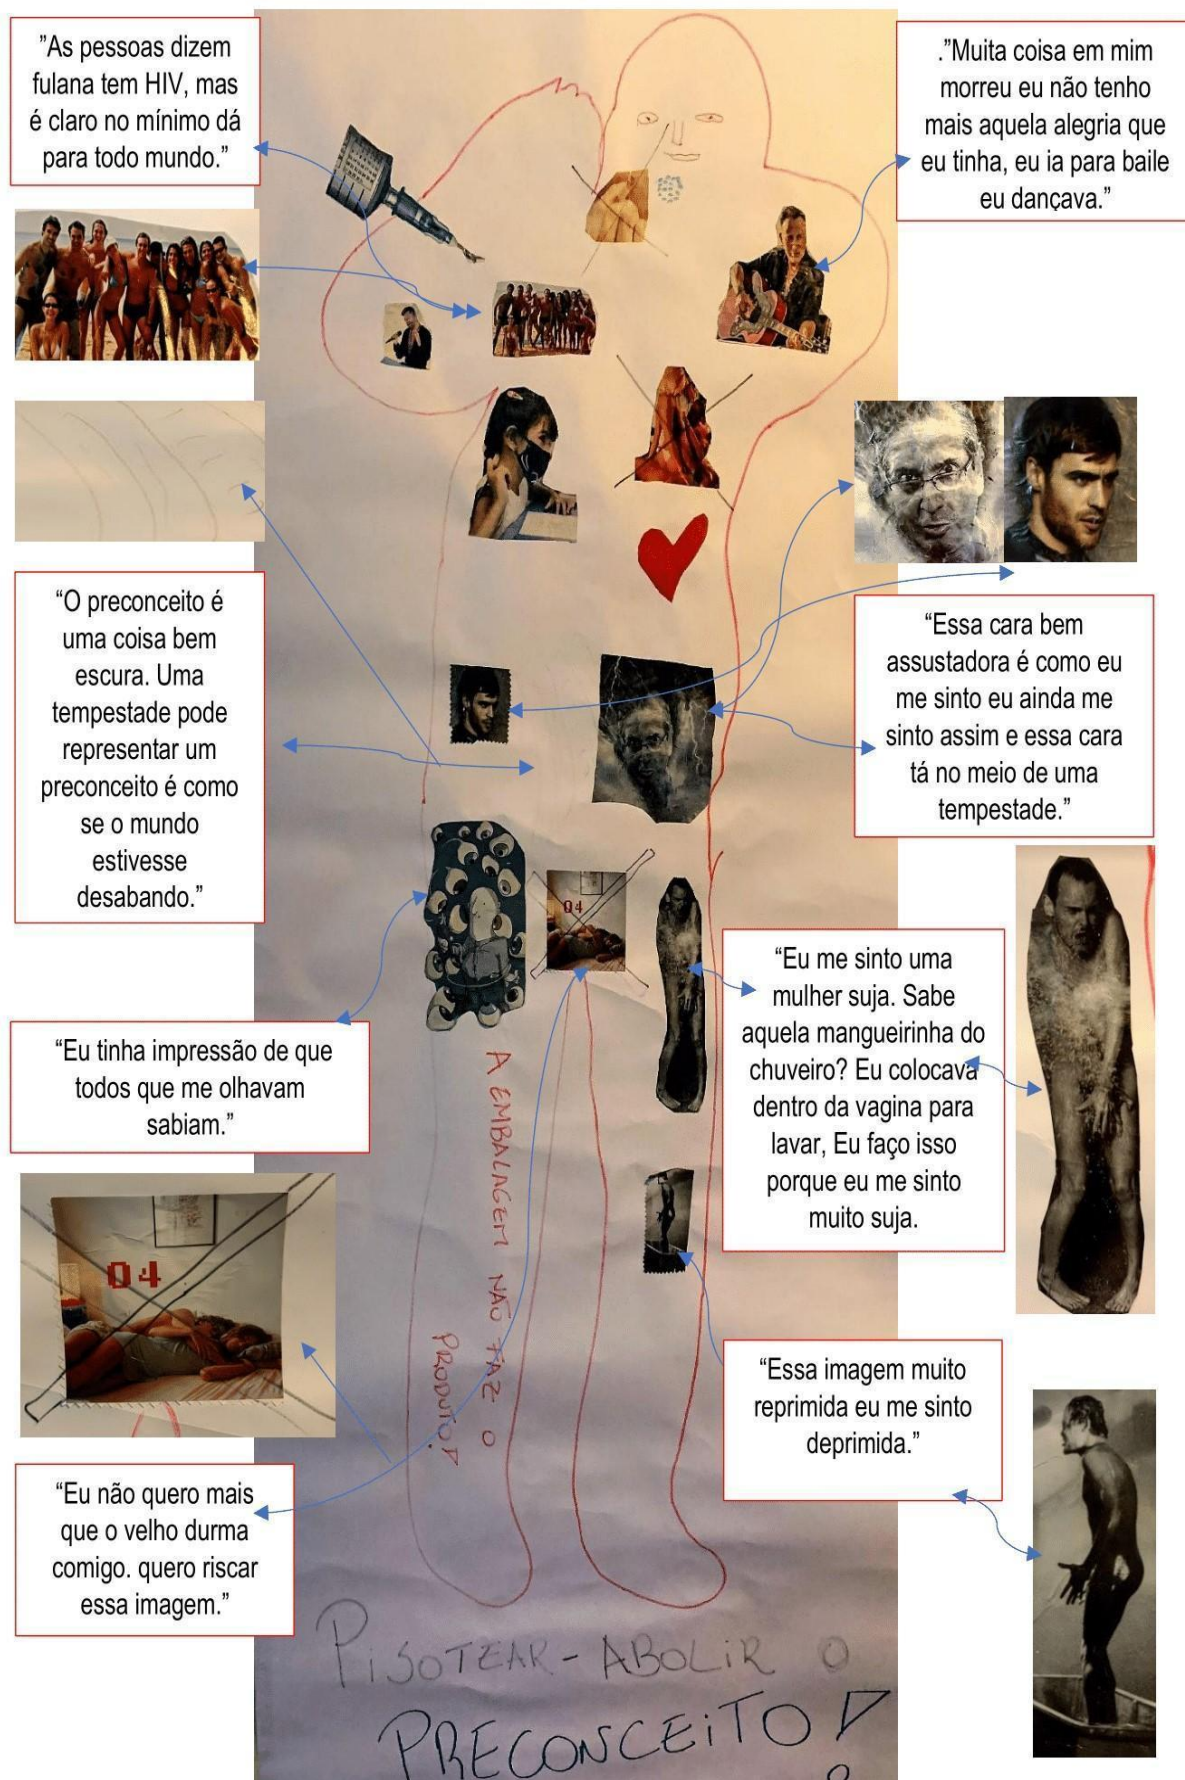 "As pessoas dizem
fulana tem HIV, mas
é claro no mínimo dá
para todo mundo."
."Muita coisa em mim
morreu eu não tenho
mais aquela alegria que
eu tinha, eu ia para baile
eu dançava."
"O preconceito é
uma coisa bem
escura. Uma
tempestade pode
representar um
preconceito é como
se o mundo
estivesse
desabando."
"Essa cara bem
assustadora é como eu
me sinto eu ainda me
sinto assim e essa cara
tá no meio de uma
tempestade."
04
"Eu me sinto uma
mulher suja. Sabe
aquela mangueirinha do
chuveiro? Eu colocava
dentro da vagina para
lavar, Eu faço isso
porque eu me sinto
muito suja.
"Eu tinha impressão de que
todos que me olhavam
sabiam."
A EMBALAGEM NÃO FAZ O
PRODUTO!
04
"Essa imagem muito
reprimida eu me sinto
deprimida."
"Eu não quero mais
que o velho durma
comigo. quero riscar
essa imagem."
PISOTEAR - ABOLIR O
PRECONCEITO!